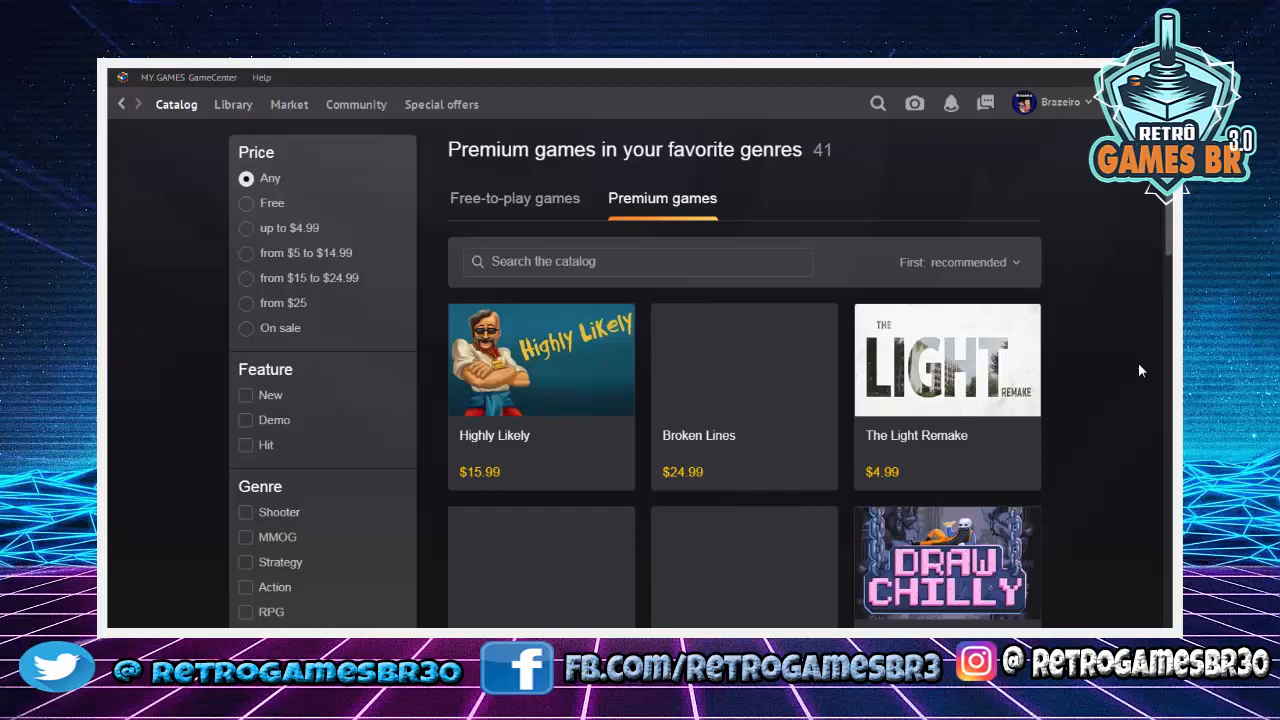 MY.GAMES GameCenter Help
Catalog Library Market Community Special offers
Brazeiro
RETRÔ
GAMES BR
3.0
Price
Any
Free
up to $4.99
from $5 to $14.99
from $15 to $24.99
from $25
On sale
Feature
New
Demo
Hit
Genre
Shooter
MMOG
Strategy
Action
RPG
Premium games in your favorite genres 41
Free-to-play games Premium games
Search the catalog First: recommended
Highly Likely
THE
LIGHT
REMAKE
Highly Likely Broken Lines The Light Remake
$15.99 $24.99 $4.99
DRAW
CHILLY
@ RETROGAMESBR30 f FB.COM/RETROGAMESBR3 @ RETROGAMESBR30